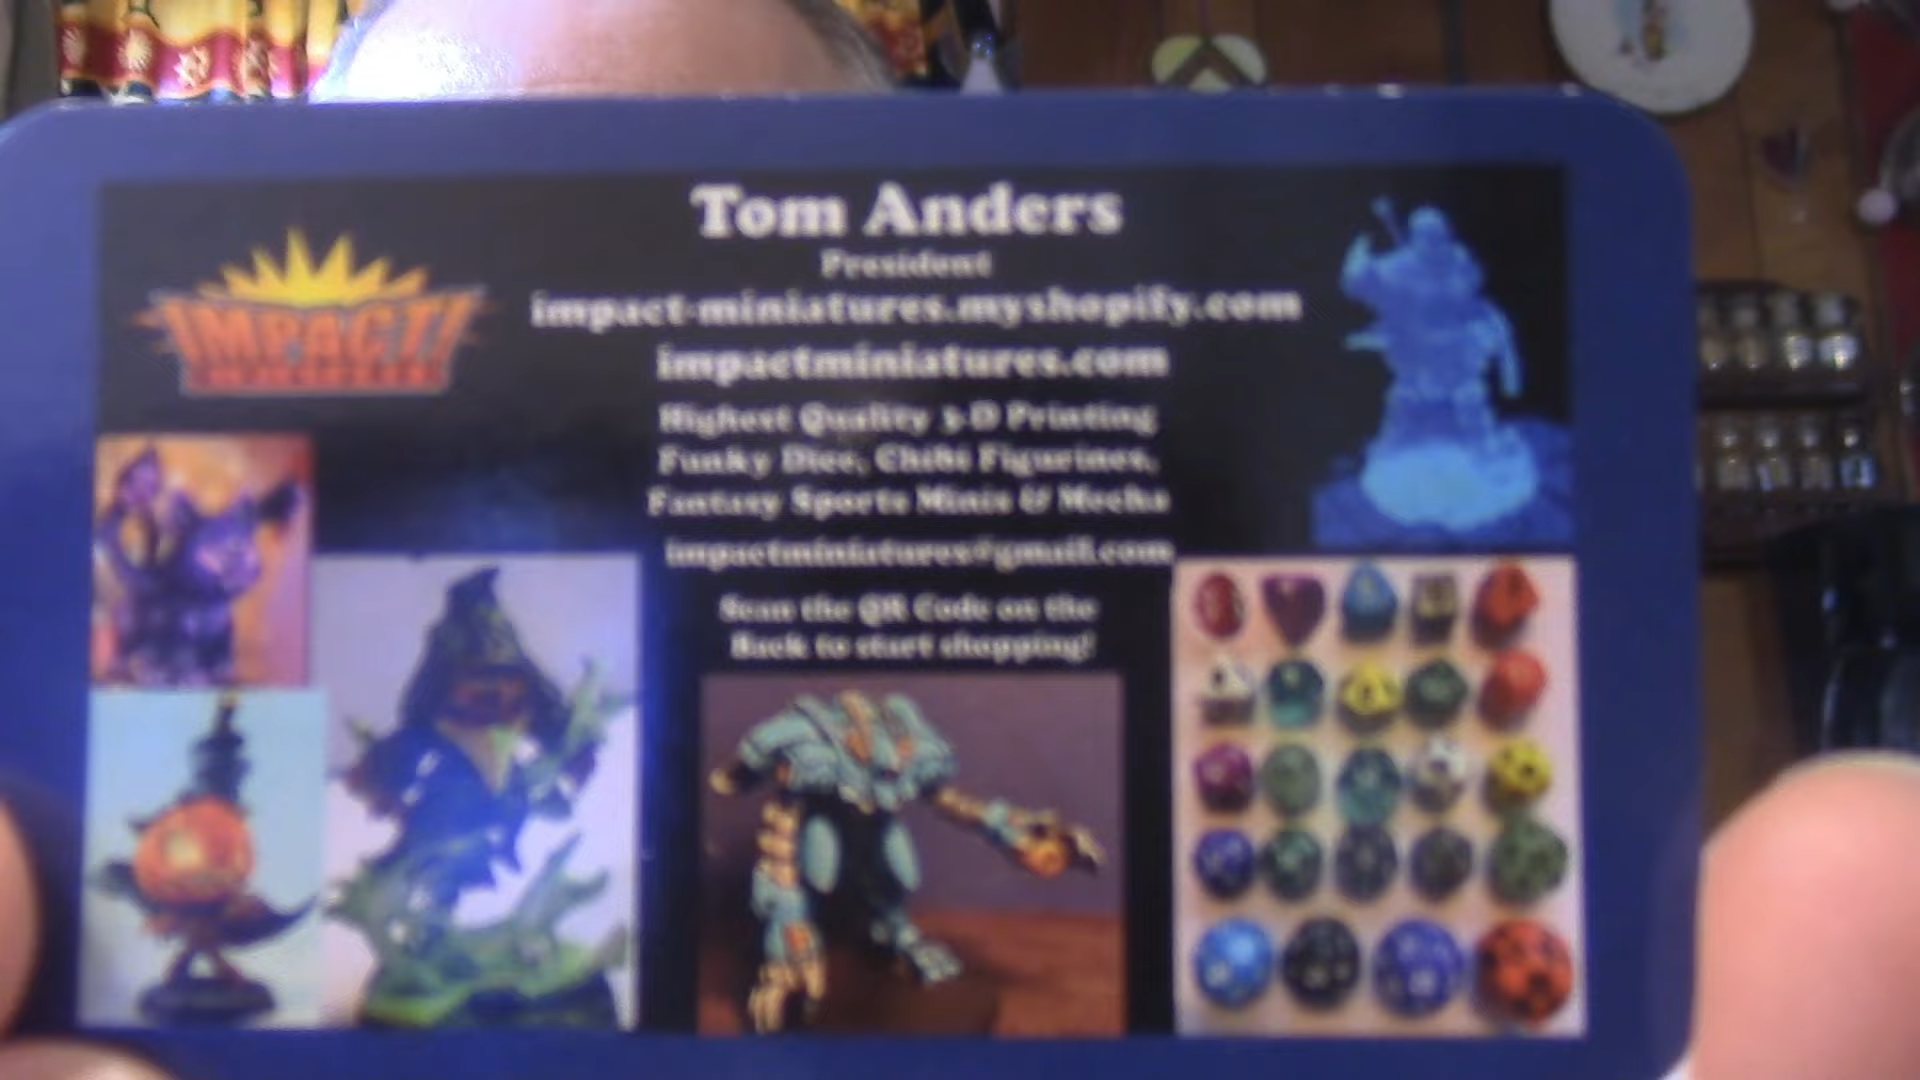 Tom Anders
President
impact-miniatures.myshopify.com
impactminiatures.com
Highest Quality 3-D Printing
Funky Dice, Chibi Figurines,
Fantasy Sports Minis & Mecha
impactminiatures@gmail.com
Scan the QR Code on the
Back to start shopping!
IMPACT!